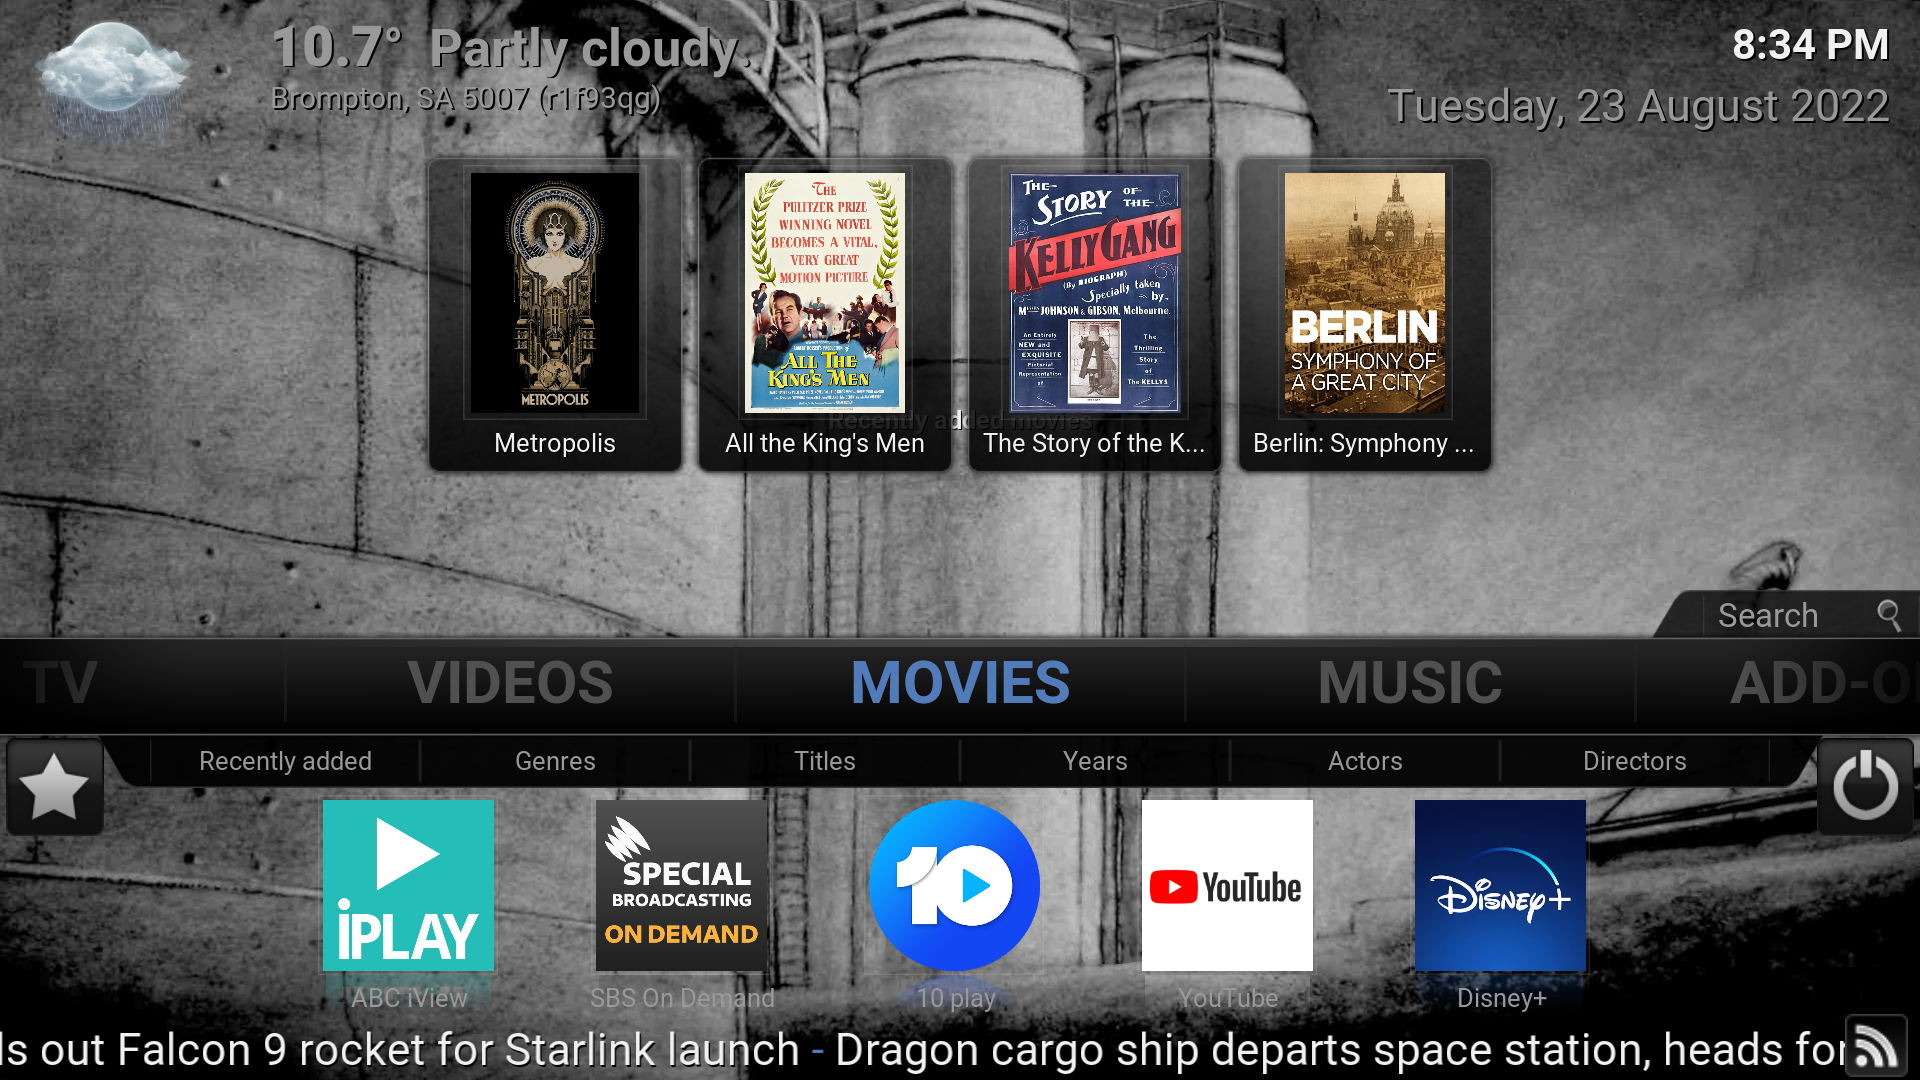 10.7° Partly cloudy.
Brompton, SA 5007 (r1f93qg)
8:34 PM
Tuesday, 23 August 2022
METROPOLIS
Metropolis
THE
PULITZER PRIZE
WINNING NOVEL
BECOMES A VITAL,
VERY GREAT
MOTION PICTURE
ALL THE
KING'S MEN
All the King's Men
THE STORY OF THE
KELLY GANG
(By BIOGRAPH)
Specially taken
by
JOHNSON & GIBSON, Melbourne.
An Entirely
NEW and
EXQUISITE
Pictorial
Representation
of
The
Thrilling
Story
of
The KELLYS
The Story of the K...
BERLIN
SYMPHONY OF
A GREAT CITY
Berlin: Symphony ...
Recently added movies
Search
TV VIDEOS MOVIES MUSIC ADD-O
Recently added Genres Titles Years Actors Directors
iPLAY
ABC iView
SPECIAL
BROADCASTING
ON DEMAND
SBS On Demand
10
10 play
YouTube
YouTube
Disney+
Disney+
ls out Falcon 9 rocket for Starlink launch - Dragon cargo ship departs space station, heads for